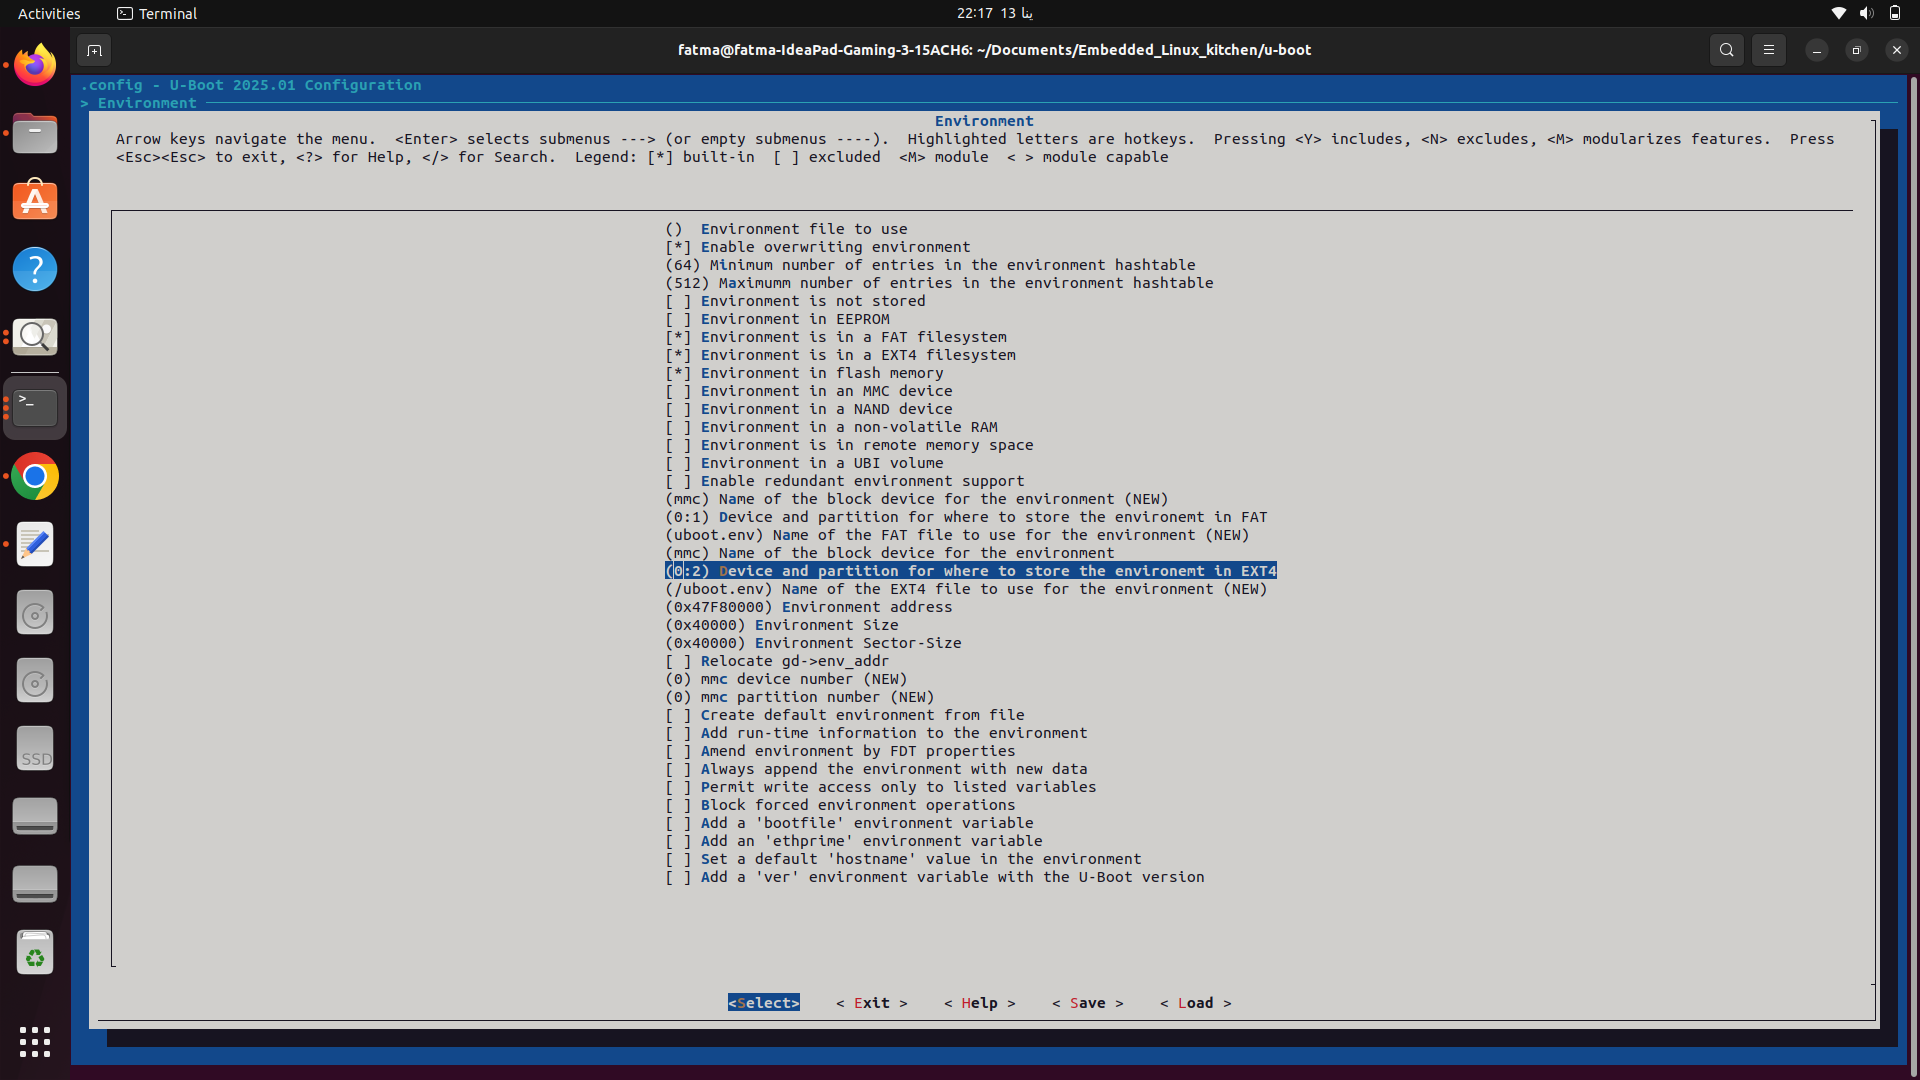 Activities
Terminal
22:17 13 ينا
fatma@fatma-IdeaPad-Gaming-3-15ACH6: ~/Documents/Embedded_Linux_kitchen/u-boot
.config - U-Boot 2025.01 Configuration
> Environment
Environment
Arrow keys navigate the menu. <Enter> selects submenus ---> (or empty submenus ----). Highlighted letters are hotkeys. Pressing <Y> includes, <N> excludes, <M> modularizes features. Press
<Esc><Esc> to exit, <?> for Help, </> for Search. Legend: [*] built-in [ ] excluded <M> module < > module capable
() Environment file to use
[*] Enable overwriting environment
(64) Minimum number of entries in the environment hashtable
(512) Maximumm number of entries in the environment hashtable
[ ] Environment is not stored
[ ] Environment in EEPROM
[*] Environment is in a FAT filesystem
[*] Environment is in a EXT4 filesystem
[*] Environment in flash memory
[ ] Environment in an MMC device
[ ] Environment in a NAND device
[ ] Environment in a non-volatile RAM
[ ] Environment is in remote memory space
[ ] Environment in a UBI volume
[ ] Enable redundant environment support
(mmc) Name of the block device for the environment (NEW)
(0:1) Device and partition for where to store the environemt in FAT
(uboot.env) Name of the FAT file to use for the environment (NEW)
(mmc) Name of the block device for the environment
(0:2) Device and partition for where to store the environemt in EXT4
(/uboot.env) Name of the EXT4 file to use for the environment (NEW)
(0x47F80000) Environment address
(0x40000) Environment Size
(0x40000) Environment Sector-Size
[ ] Relocate gd->env_addr
(0) mmc device number (NEW)
(0) mmc partition number (NEW)
[ ] Create default environment from file
[ ] Add run-time information to the environment
[ ] Amend environment by FDT properties
[ ] Always append the environment with new data
[ ] Permit write access only to listed variables
[ ] Block forced environment operations
[ ] Add a 'bootfile' environment variable
[ ] Add an 'ethprime' environment variable
[ ] Set a default 'hostname' value in the environment
[ ] Add a 'ver' environment variable with the U-Boot version
<Select> < Exit > < Help > < Save > < Load >
SSD